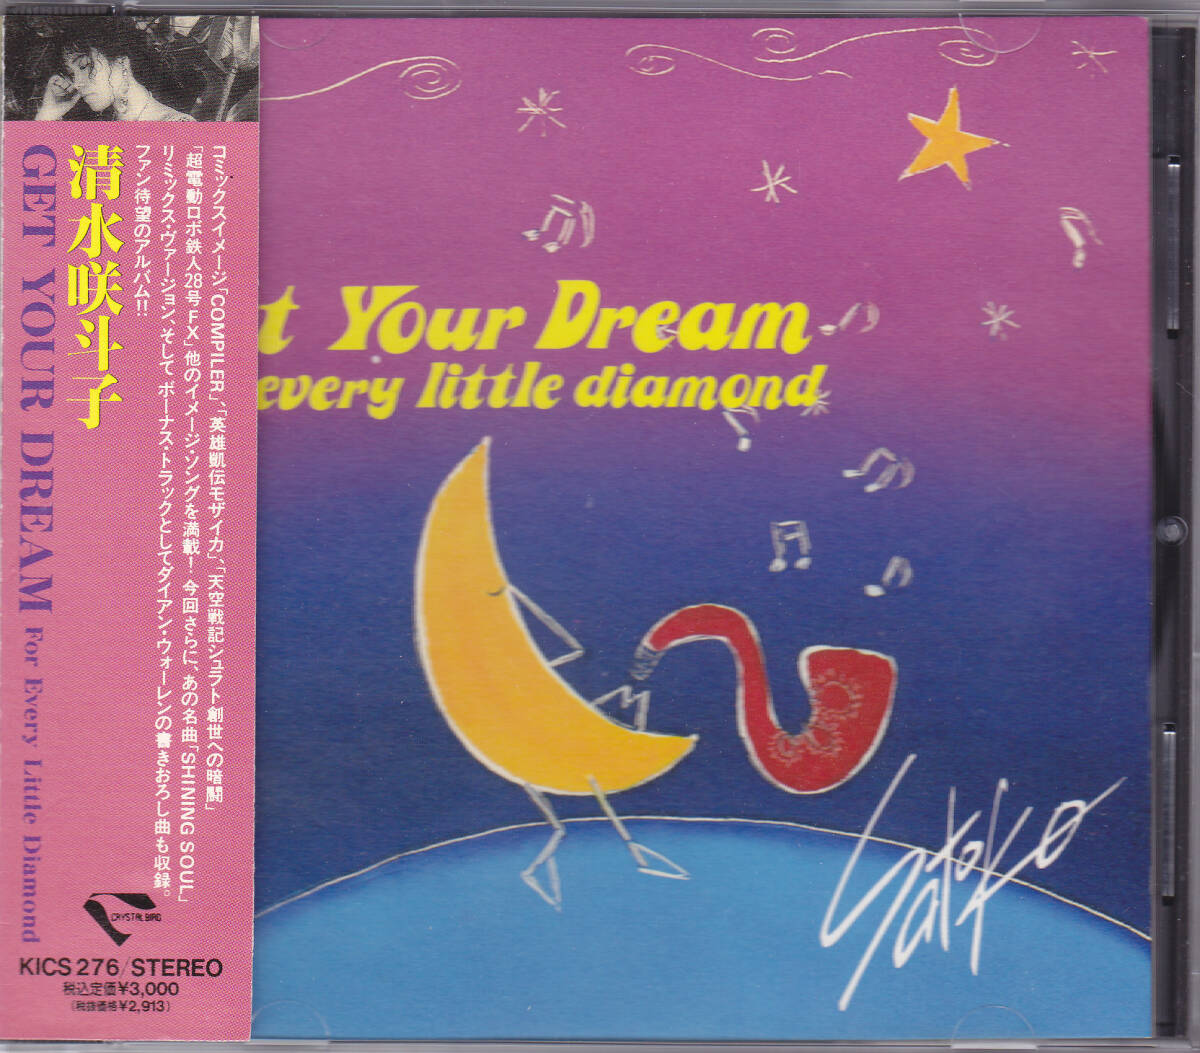 清水咲斗子
GET YOUR DREAM For Every Little Diamond
コミックスイメージ「COMPILER」、「英雄凱伝モザイカ」、「天空戦記シュラト創世への暗闘」
「超電動ロボ鉄人28号FX」他のイメージ・ソングを満載！今回さらに、あの名曲「SHINING SOUL」
リミックス・ヴァージョン、そして ボーナス・トラックとしてダイアン・ウォーレンの書きおろし曲も収録。
ファン待望のアルバム!!
CRYSTAL BIRD
KICS 276/STEREO
税込定価¥3,000
(税抜価格¥2,913)
t Your Dream
every little diamond
Satoko